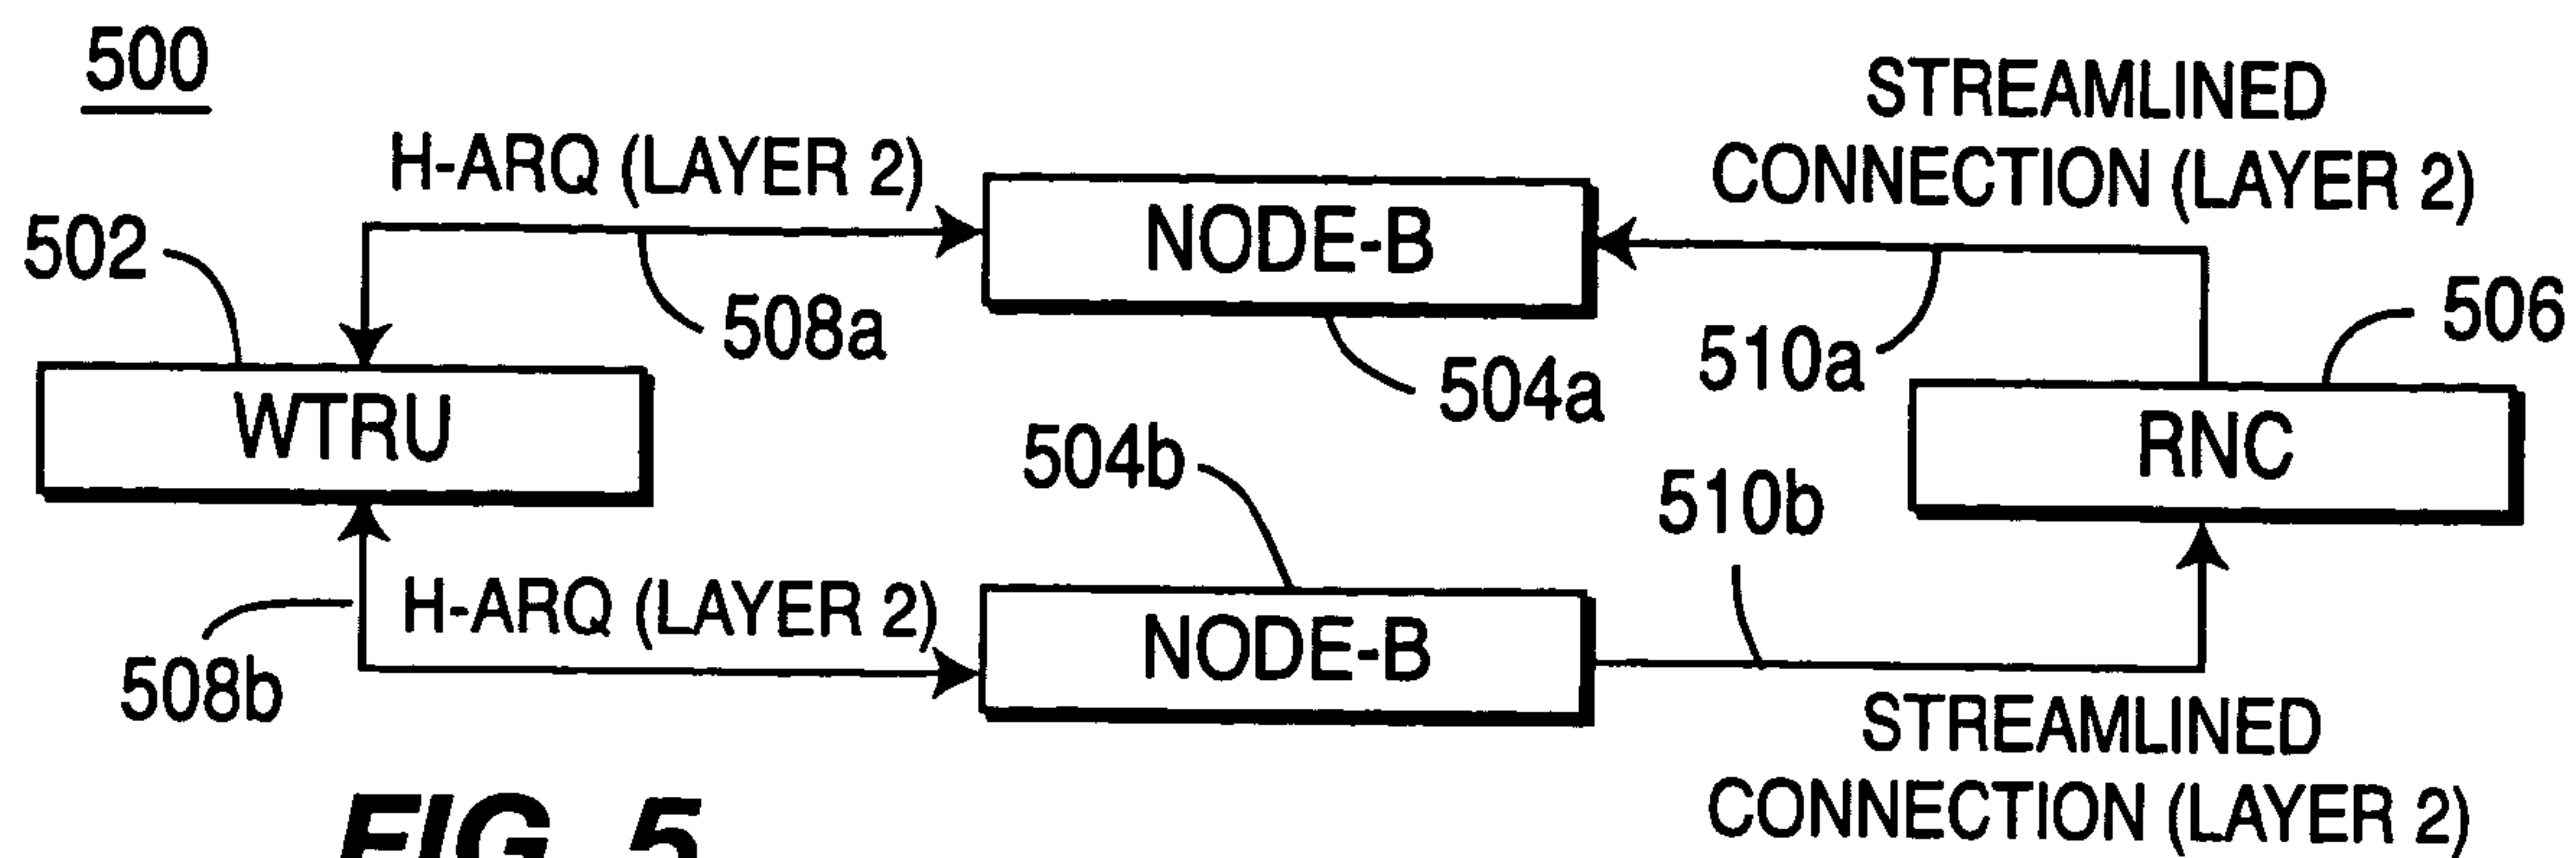 500
STREAMLINED
CONNECTION (LAYER 2)
H-ARQ (LAYER 2)
502
NODE-B
508a
504a
510a
506
WTRU
RNC
504b
510b
H-ARQ (LAYER 2)
508b
NODE-B
STREAMLINED
CONNECTION (LAYER 2)
FIG. 5